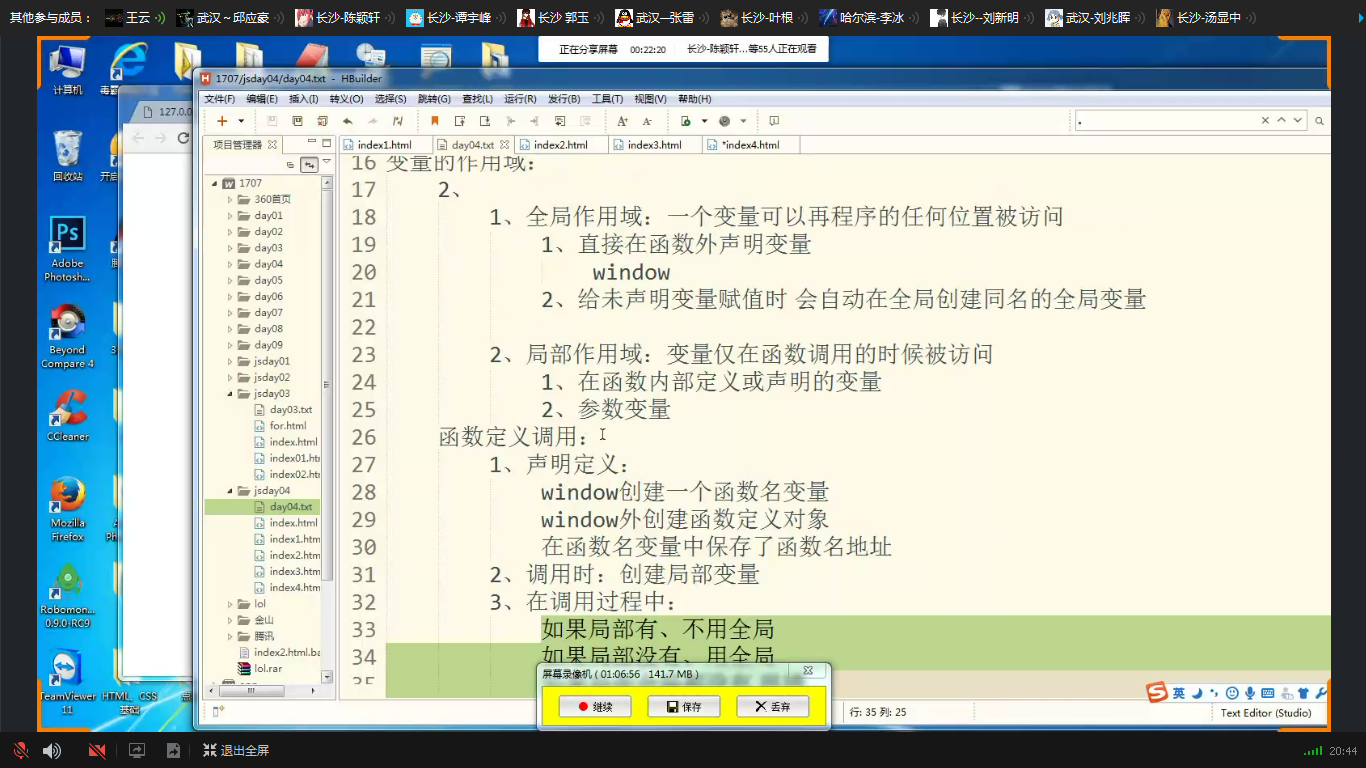 其他参与成员： 王云 武汉～邱应豪 长沙-陈颖轩 长沙-谭宇峰 长沙 郭玉 武汉—张雷 长沙-叶根 哈尔滨-李冰 长沙--刘新明 武汉-刘兆晖 长沙-汤显中
正在分享屏幕 00:22:20 长沙-陈颖轩...等55人正在观看
计算机
回收站
Adobe Photosh...
Beyond Compare 4
CCleaner
Mozilla Firefox
Robomon... 0.9.0-RC9
TeamViewer 11
HTML、CSS 基础
127.0.0
1707/jsday04/day04.txt - HBuilder
文件(F) 编辑(E) 插入(I) 转义(O) 选择(S) 跳转(G) 查找(L) 运行(R) 发行(B) 工具(T) 视图(V) 帮助(H)
项目管理器
index1.html day04.txt index2.html index3.html *index4.html
1707
360首页
day01
day02
day03
day04
day05
day06
day07
day08
day09
jsday01
jsday02
jsday03
day03.txt
for.html
index.html
index01.ht
index02.ht
jsday04
day04.txt
index.html
index1.htm
index2.htm
index3.htm
index4.htm
lol
金山
腾讯
index2.html.ba
lol.rar
16 变量的作用域：
17 2、
18 1、全局作用域：一个变量可以再程序的任何位置被访问
19 1、直接在函数外声明变量
20 window
21 2、给未声明变量赋值时 会自动在全局创建同名的全局变量
22
23 2、局部作用域：变量仅在函数调用的时候被访问
24 1、在函数内部定义或声明的变量
25 2、参数变量
26 函数定义调用：
27 1、声明定义：
28 window创建一个函数名变量
29 window外创建函数定义对象
30 在函数名变量中保存了函数名地址
31 2、调用时：创建局部变量
32 3、在调用过程中：
33 如果局部有、不用全局
34 如果局部没有、用全局
35
屏幕录像机 ( 01:06:56 141.7 MB )
继续 保存 丢弃
英
行: 35 列: 25
Text Editor (Studio)
退出全屏
20:44